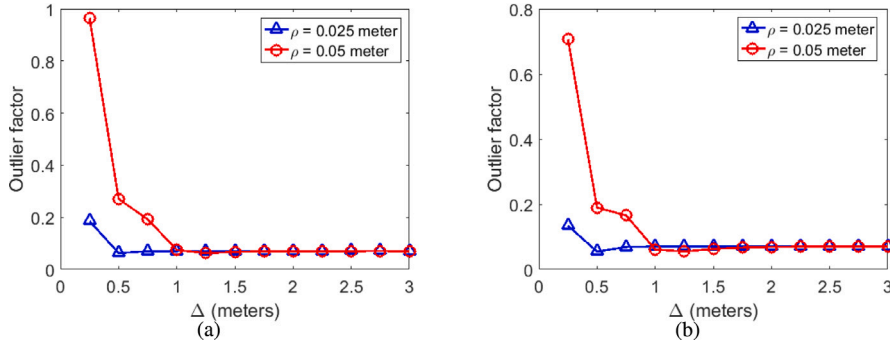 1
0.8
0.6
0.4
0.2
0
Outlier factor
ρ = 0.025 meter
ρ = 0.05 meter
0 0.5 1 1.5 2 2.5 3
Δ (meters)
(a)
0.8
0.6
0.4
0.2
0
Outlier factor
ρ = 0.025 meter
ρ = 0.05 meter
0 0.5 1 1.5 2 2.5 3
Δ (meters)
(b)